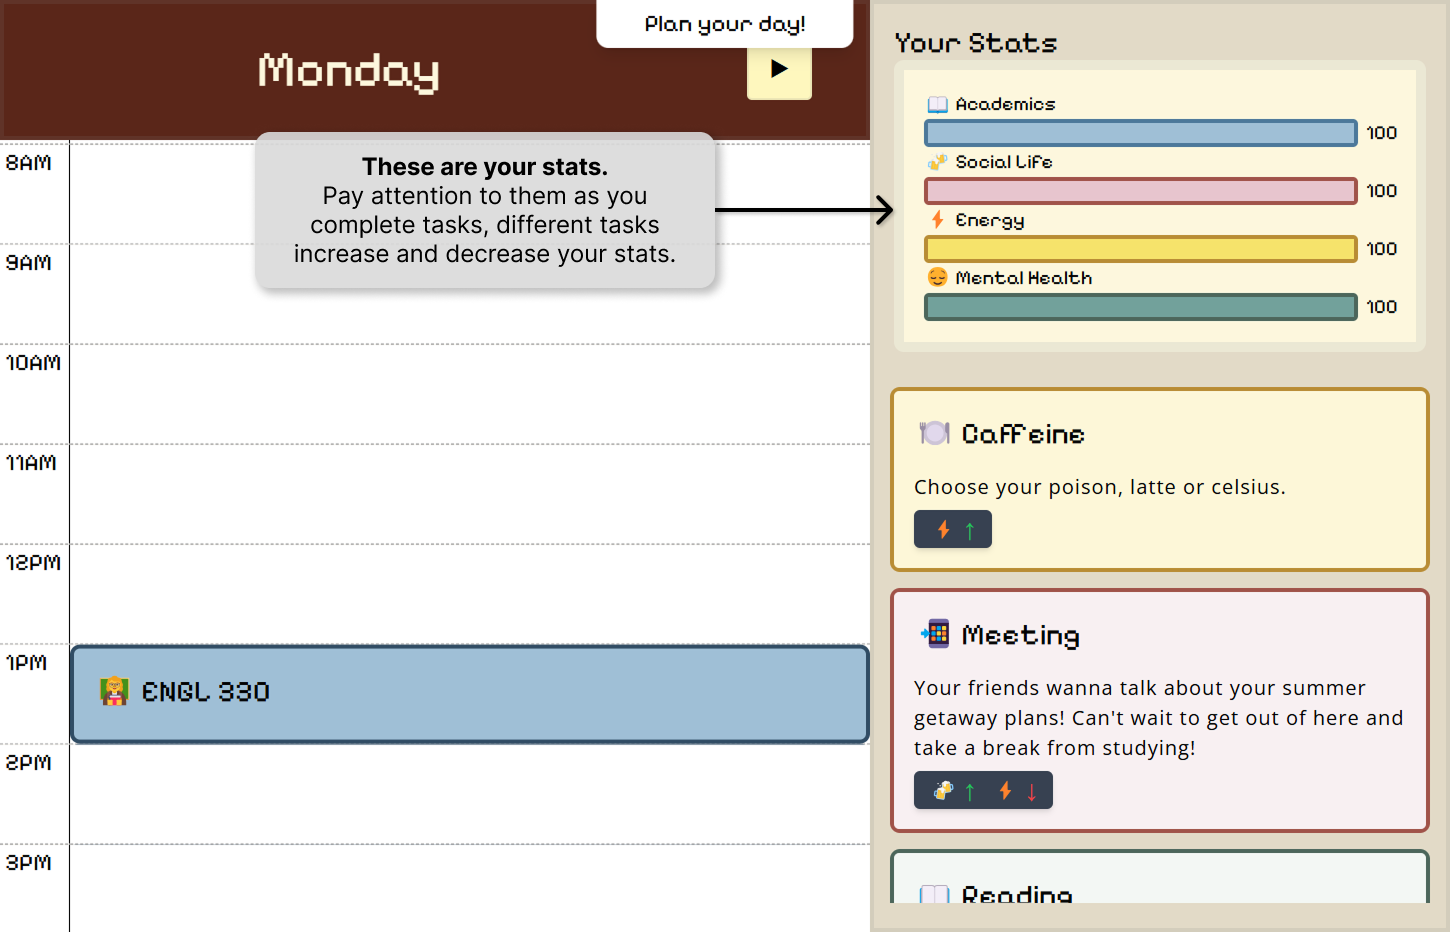 Plan your day!
Monday
These are your stats.
Pay attention to them as you
complete tasks, different tasks
increase and decrease your stats.
8AM
9AM
10AM
11AM
12PM
1PM
ENGL 330
2PM
3PM
Your Stats
Academics
100
Social Life
100
Energy
100
Mental Health
100
Caffeine
Choose your poison, latte or celsius.
Meeting
Your friends wanna talk about your summer
getaway plans! Can't wait to get out of here and
take a break from studying!
Reading